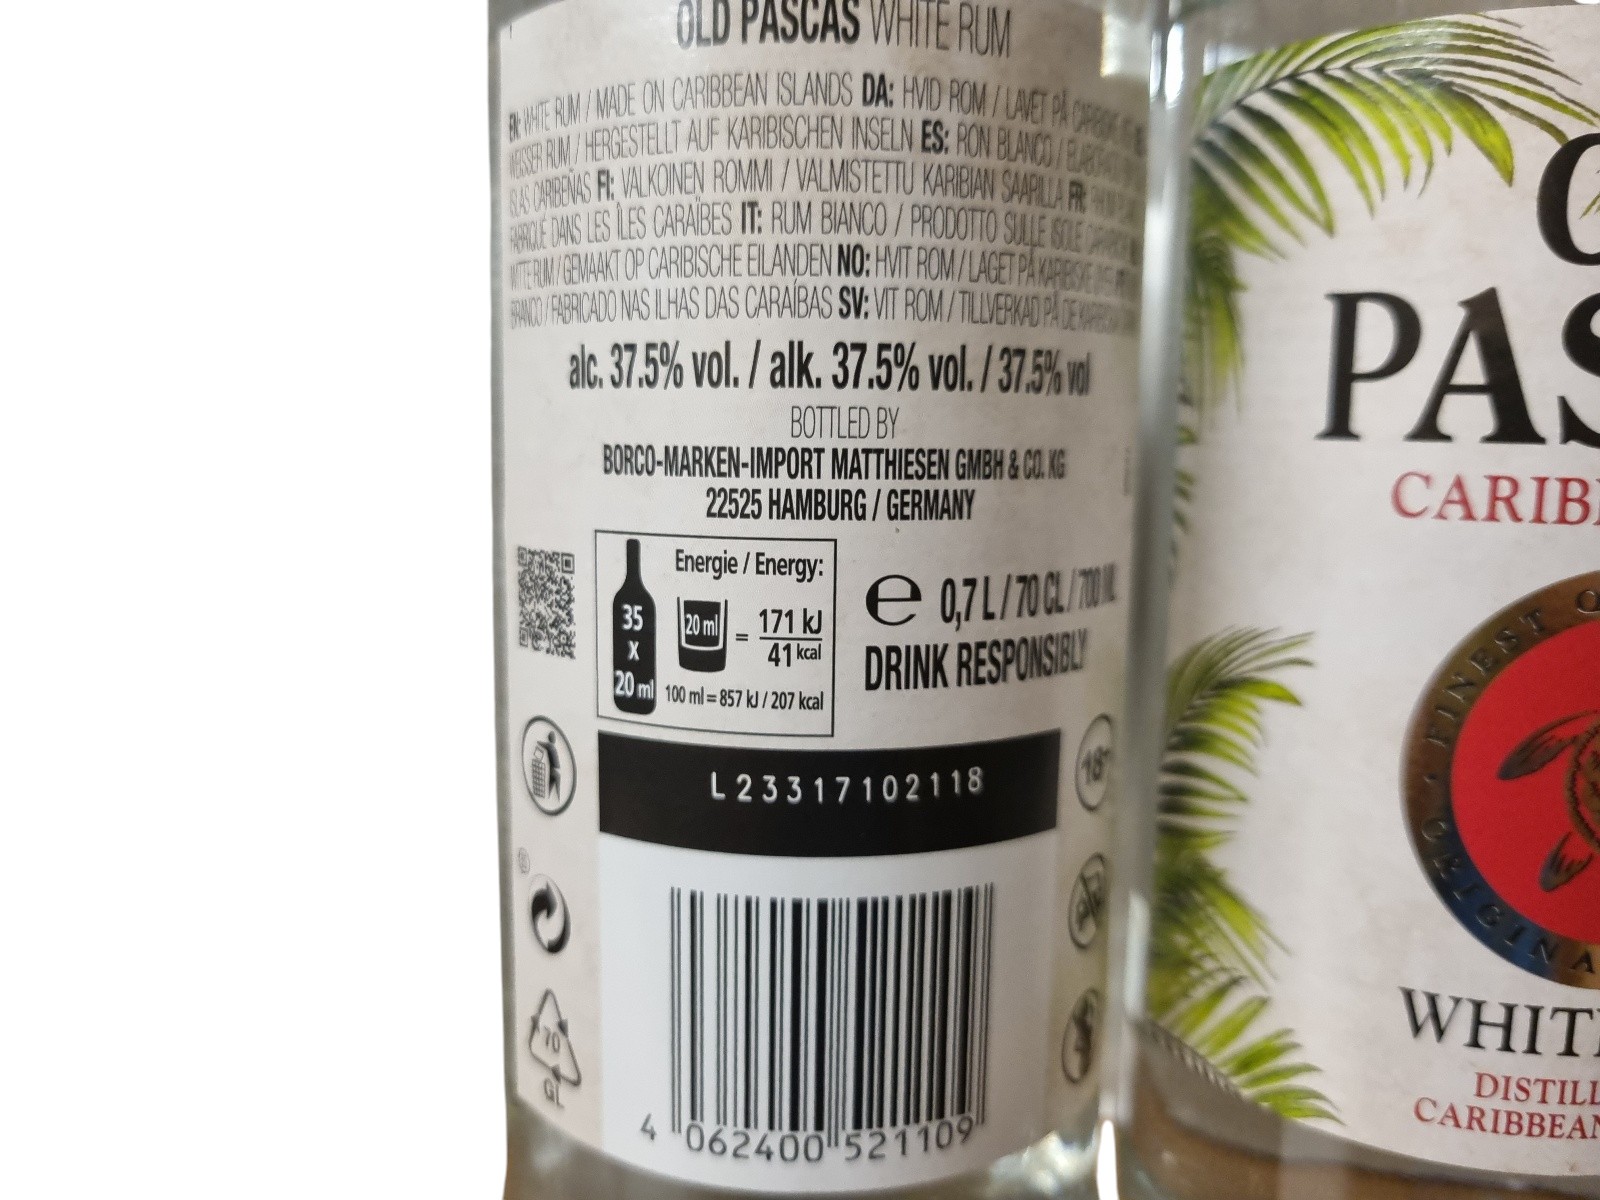 OLD PASCAS WHITE RUM
EN: WHITE RUM / MADE ON CARIBBEAN ISLANDS DA: HVID ROM / LAVET PÅ
WEISSER RUM / HERGESTELLT AUF KARIBISCHEN INSELN ES: RON BLANCO /
ISLAS CARIBEÑAS FI: VALKOINEN ROMMI / VALMISTETTU KARIBIAN SAARILLA FR:
FABRIQUÉ DANS LES ÎLES CARAÏBES IT: RUM BIANCO / PRODOTTO SULLE ISOLE
WITTE RUM / GEMAAKT OP CARIBISCHE EILANDEN NO: HVIT ROM / LAGET PÅ
BRANCO / FABRICADO NAS ILHAS DAS CARAÍBAS SV: VIT ROM / TILLVERKAD PÅ DE
alc. 37.5% vol. / alk. 37.5% vol. / 37.5% vol
BOTTLED BY
BORCO-MARKEN-IMPORT MATTHIESEN GMBH & CO. KG
22525 HAMBURG / GERMANY
Energie / Energy:
35 x 20 ml
20 ml = 171 kJ
41 kcal
100 ml = 857 kJ / 207 kcal
e 0,7 L / 70 CL / 700 ML
DRINK RESPONSIBLY
L23317102118
18+
70
GL
4 062400 521109
PAS
CARIB
FINEST
ORIGINA
WHIT
DISTILL
CARIBBEAN